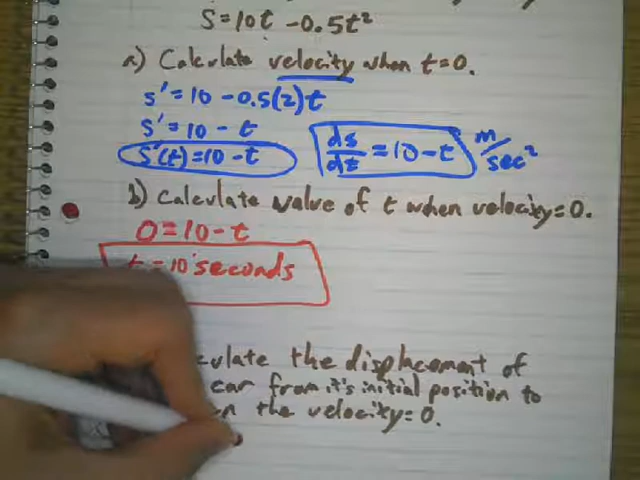 S=10t -0.5t²
a) Calculate velocity when t=0.
s'=10 -0.5(2)t
s'=10 - t
s'(t)=10-t
ds/dt =10-t m/sec²
b) Calculate value of t when velocity=0.
0=10-t
t=10 seconds
the displacement of
car from it's initial position to
the velocity=0.